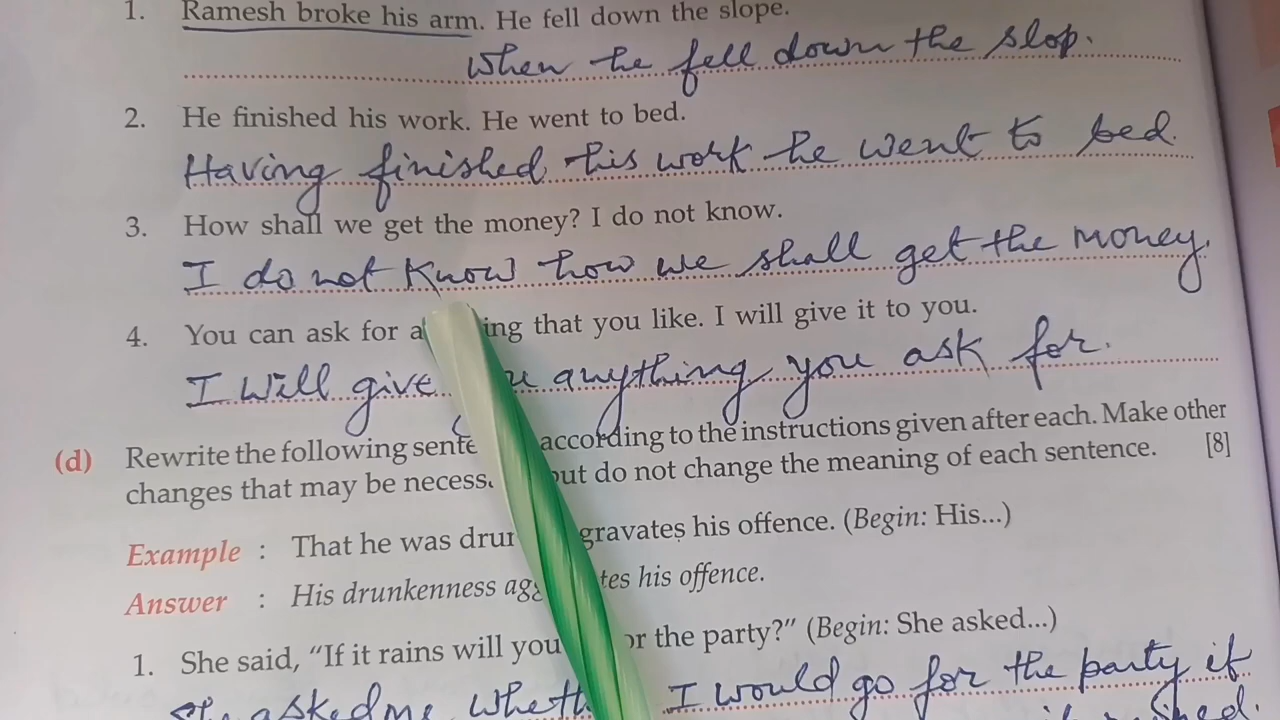 1. Ramesh broke his arm. He fell down the slope.
When he fell down the slop.
2. He finished his work. He went to bed.
Having finished his work he went to bed.
3. How shall we get the money? I do not know.
I do not know how we shall get the money.
4. You can ask for a ing that you like. I will give it to you.
I will give u anything you ask for.
(d) Rewrite the following sente according to the instructions given after each. Make other
changes that may be necess but do not change the meaning of each sentence. [8]
Example : That he was drun gravates his offence. (Begin: His...)
Answer : His drunkenness agg tes his offence.
1. She said, “If it rains will you or the party?” (Begin: She asked...)
She asked me wheth I would go for the party if